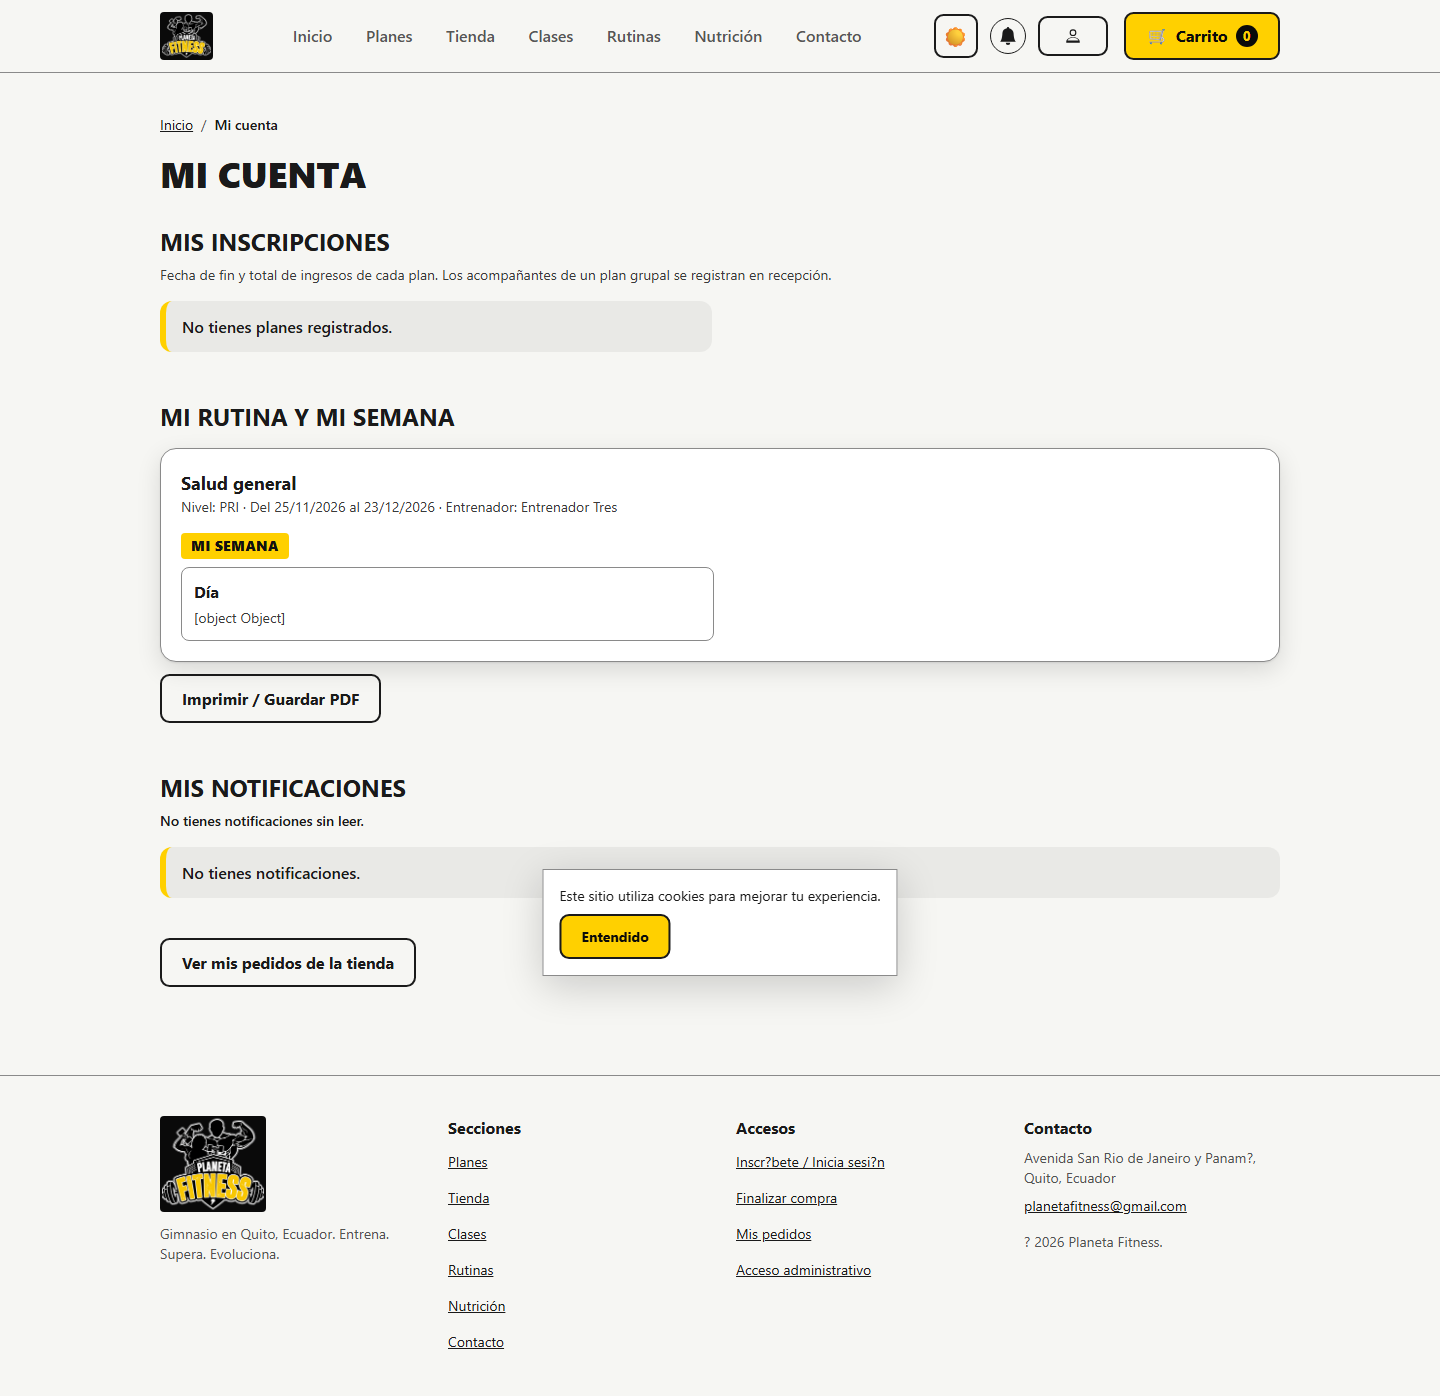 PLANETA
FITNESS
Inicio
Planes
Tienda
Clases
Rutinas
Nutrición
Contacto
Carrito 0
Inicio / Mi cuenta
MI CUENTA
MIS INSCRIPCIONES
Fecha de fin y total de ingresos de cada plan. Los acompañantes de un plan grupal se registran en recepción.
No tienes planes registrados.
MI RUTINA Y MI SEMANA
Salud general
Nivel: PRI · Del 25/11/2026 al 23/12/2026 · Entrenador: Entrenador Tres
MI SEMANA
Día
[object Object]
Imprimir / Guardar PDF
MIS NOTIFICACIONES
No tienes notificaciones sin leer.
No tienes notificaciones.
Este sitio utiliza cookies para mejorar tu experiencia.
Entendido
Ver mis pedidos de la tienda
PLANETA
FITNESS
Gimnasio en Quito, Ecuador. Entrena.
Supera. Evoluciona.
Secciones
Planes
Tienda
Clases
Rutinas
Nutrición
Contacto
Accesos
Inscr?bete / Inicia sesi?n
Finalizar compra
Mis pedidos
Acceso administrativo
Contacto
Avenida San Rio de Janeiro y Panam?,
Quito, Ecuador
planetafitness@gmail.com
? 2026 Planeta Fitness.